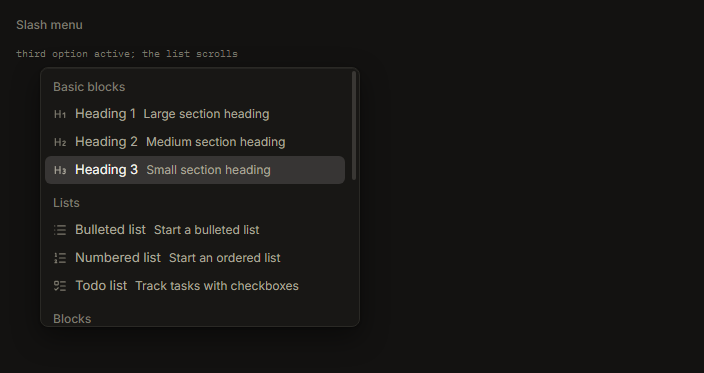 Slash menu
third option active; the list scrolls
Basic blocks
H1 Heading 1 Large section heading
H2 Heading 2 Medium section heading
H3 Heading 3 Small section heading
Lists
Bulleted list Start a bulleted list
Numbered list Start an ordered list
Todo list Track tasks with checkboxes
Blocks